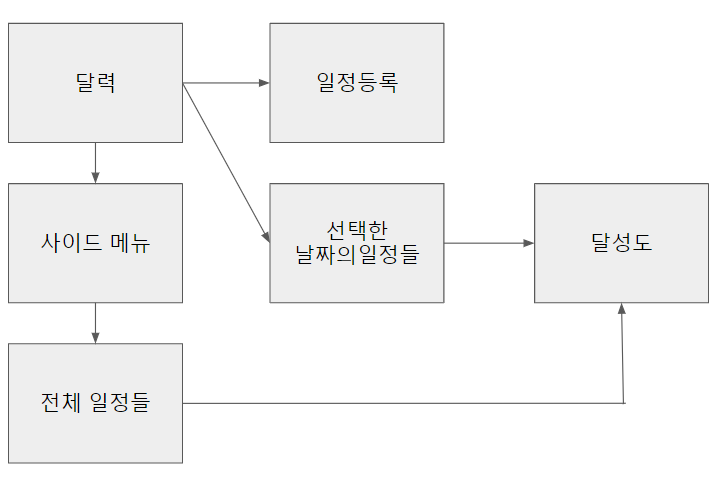 달력
일정등록
사이드 메뉴
선택한
날짜의일정들
달성도
전체 일정들